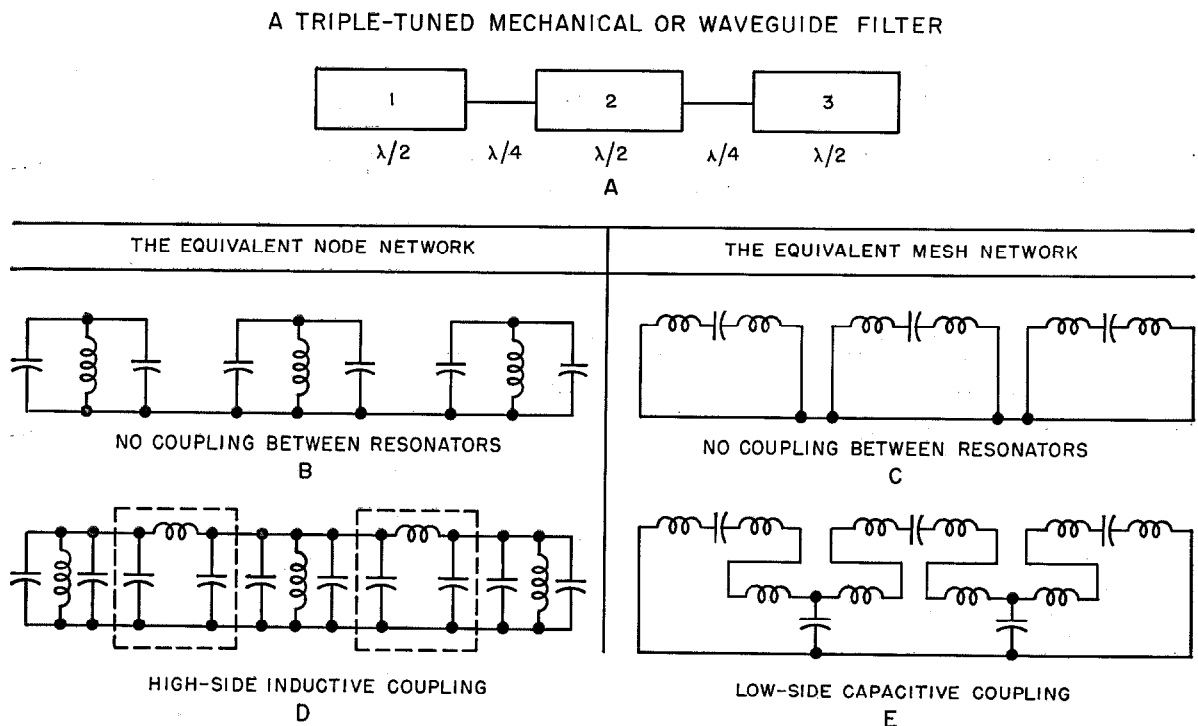 A TRIPLE-TUNED MECHANICAL OR WAVEGUIDE FILTER
1
2
3
λ/2
λ/4
λ/2
λ/4
λ/2
A
THE EQUIVALENT NODE NETWORK
THE EQUIVALENT MESH NETWORK
NO COUPLING BETWEEN RESONATORS
B
NO COUPLING BETWEEN RESONATORS
C
HIGH-SIDE INDUCTIVE COUPLING
D
LOW-SIDE CAPACITIVE COUPLING
E